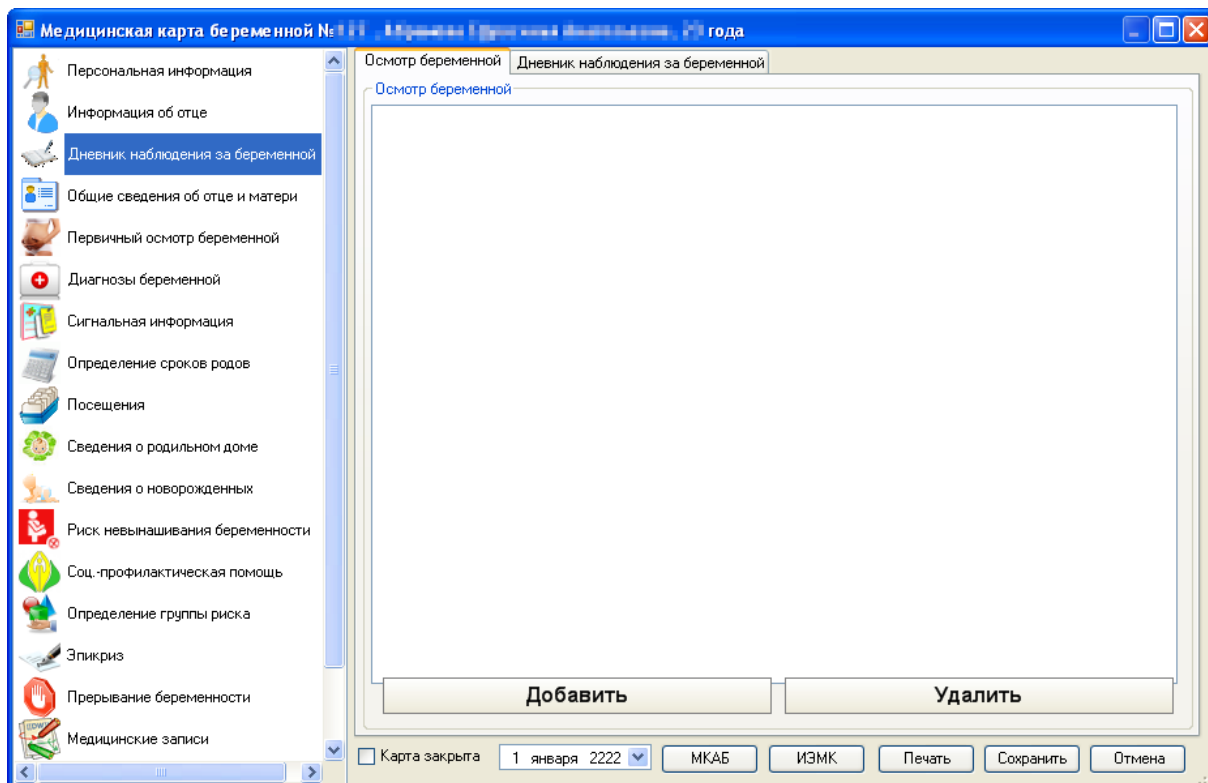 Медицинская карта беременной № года
Персональная информация
Информация об отце
Дневник наблюдения за беременной
Общие сведения об отце и матери
Первичный осмотр беременной
Диагнозы беременной
Сигнальная информация
Определение сроков родов
Посещения
Сведения о родильном доме
Сведения о новорожденных
Риск невынашивания беременности
Соц.-профилактическая помощь
Определение группы риска
Эпикриз
Прерывание беременности
Медицинские записи
Осмотр беременной Дневник наблюдения за беременной
Осмотр беременной
Добавить Удалить
Карта закрыта 1 января 2222 МКАБ ИЭМК Печать Сохранить Отмена